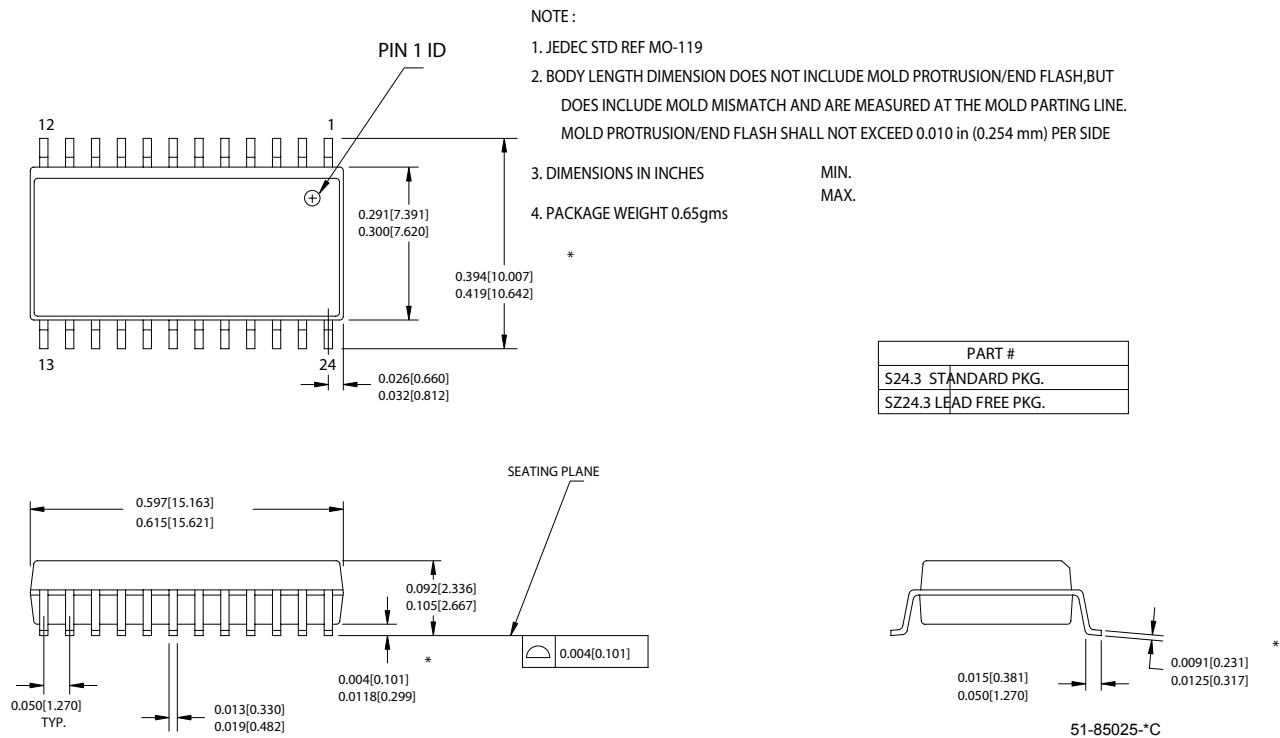 NOTE :
1. JEDEC STD REF MO-119
2. BODY LENGTH DIMENSION DOES NOT INCLUDE MOLD PROTRUSION/END FLASH,BUT
DOES INCLUDE MOLD MISMATCH AND ARE MEASURED AT THE MOLD PARTING LINE.
MOLD PROTRUSION/END FLASH SHALL NOT EXCEED 0.010 in (0.254 mm) PER SIDE
3. DIMENSIONS IN INCHES MIN.
MAX.
4. PACKAGE WEIGHT 0.65gms
*
PIN 1 ID
12
1
0.291[7.391]
0.300[7.620]
0.394[10.007]
0.419[10.642]
13
24
0.026[0.660]
0.032[0.812]
PART #
S24.3 STANDARD PKG.
SZ24.3 LEAD FREE PKG.
SEATING PLANE
0.597[15.163]
0.615[15.621]
0.092[2.336]
0.105[2.667]
0.004[0.101]
*
0.004[0.101]
0.0118[0.299]
0.050[1.270]
TYP.
0.013[0.330]
0.019[0.482]
*
0.0091[0.231]
0.0125[0.317]
0.015[0.381]
0.050[1.270]
51-85025-*C